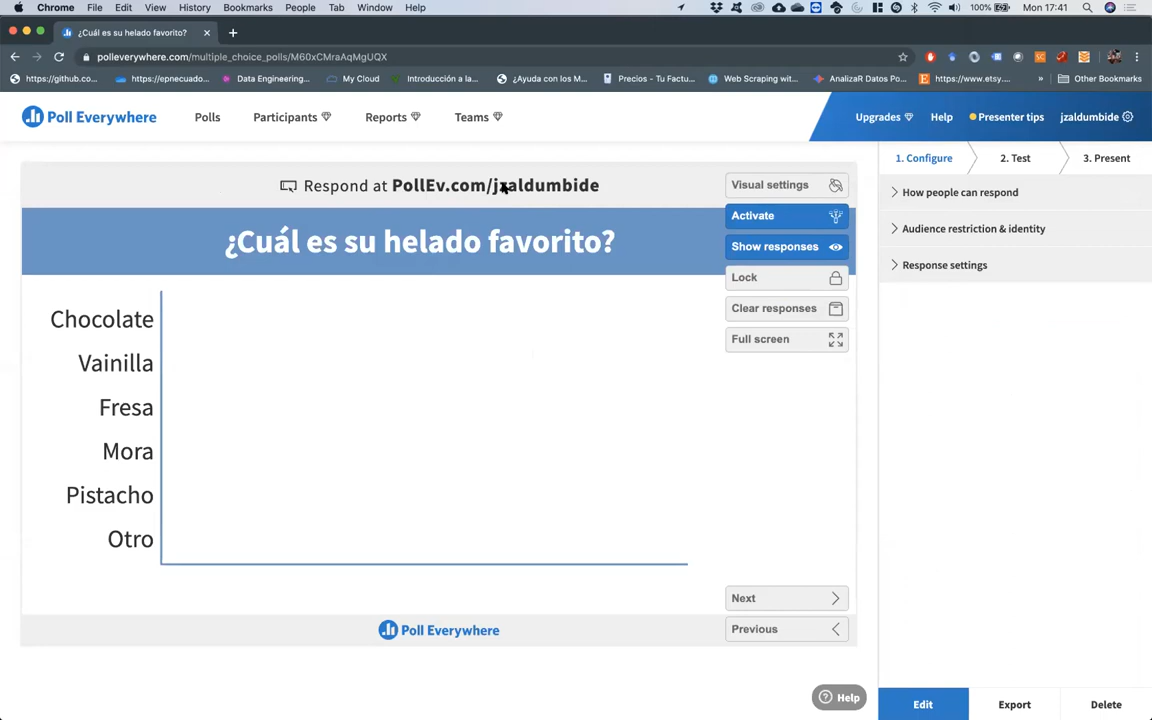 Chrome File Edit View History Bookmarks People Tab Window Help
100% Mon 17:41
¿Cuál es su helado favorito?
polleverywhere.com/multiple_choice_polls/M60xCMraAqMgUQX
https://github.co... https://epnecuado... Data Engineering... My Cloud Introducción a la... ¿Ayuda con los M... Precios - Tu Factu... Web Scraping wit... AnalizaR Datos Po... https://www.etsy.... » Other Bookmarks
Poll Everywhere Polls Participants Reports Teams Upgrades Help Presenter tips jzaldumbide
1. Configure 2. Test 3. Present
Respond at PollEv.com/jzaldumbide
Visual settings
How people can respond
Activate
Audience restriction & identity
¿Cuál es su helado favorito?
Show responses
Response settings
Lock
Clear responses
Full screen
Chocolate
Vainilla
Fresa
Mora
Pistacho
Otro
Next
Previous
Poll Everywhere
Help
Edit Export Delete